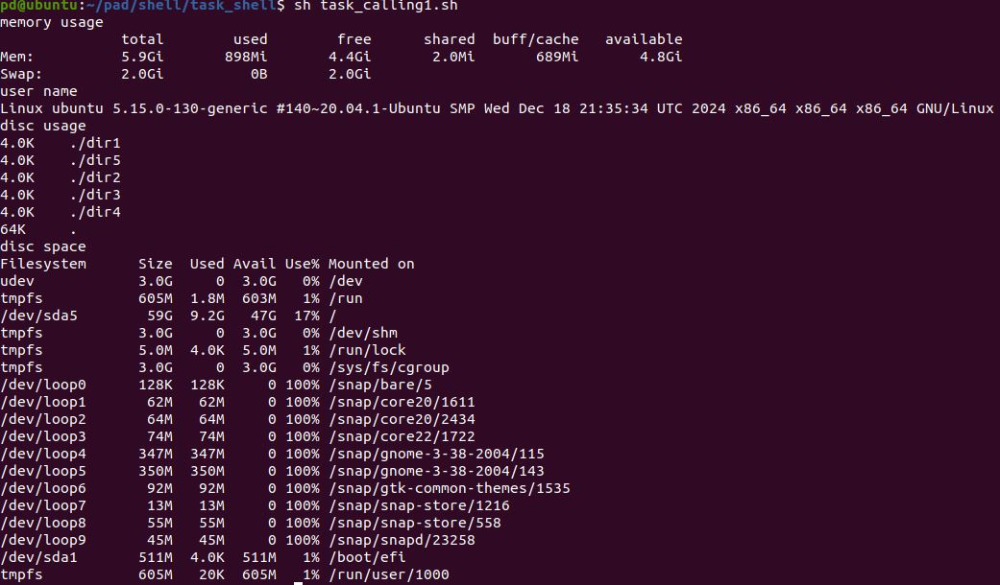 pd@ubuntu:~/pad/shell/task_shell$ sh task_calling1.sh
memory usage
              total        used        free      shared  buff/cache   available
Mem:          5.9Gi       898Mi       4.4Gi       2.0Mi       689Mi       4.8Gi
Swap:         2.0Gi          0B       2.0Gi
user name
Linux ubuntu 5.15.0-130-generic #140~20.04.1-Ubuntu SMP Wed Dec 18 21:35:34 UTC 2024 x86_64 x86_64 x86_64 GNU/Linux
disc usage
4.0K    ./dir1
4.0K    ./dir5
4.0K    ./dir2
4.0K    ./dir3
4.0K    ./dir4
64K     .
disc space
Filesystem      Size  Used Avail Use% Mounted on
udev            3.0G     0  3.0G   0% /dev
tmpfs           605M  1.8M  603M   1% /run
/dev/sda5        59G  9.2G   47G  17% /
tmpfs           3.0G     0  3.0G   0% /dev/shm
tmpfs           5.0M  4.0K  5.0M   1% /run/lock
tmpfs           3.0G     0  3.0G   0% /sys/fs/cgroup
/dev/loop0      128K  128K     0 100% /snap/bare/5
/dev/loop1       62M   62M     0 100% /snap/core20/1611
/dev/loop2       64M   64M     0 100% /snap/core20/2434
/dev/loop3       74M   74M     0 100% /snap/core22/1722
/dev/loop4      347M  347M     0 100% /snap/gnome-3-38-2004/115
/dev/loop5      350M  350M     0 100% /snap/gnome-3-38-2004/143
/dev/loop6       92M   92M     0 100% /snap/gtk-common-themes/1535
/dev/loop7       13M   13M     0 100% /snap/snap-store/1216
/dev/loop8       55M   55M     0 100% /snap/snap-store/558
/dev/loop9       45M   45M     0 100% /snap/snapd/23258
/dev/sda1       511M  4.0K  511M   1% /boot/efi
tmpfs           605M   20K  605M   1% /run/user/1000